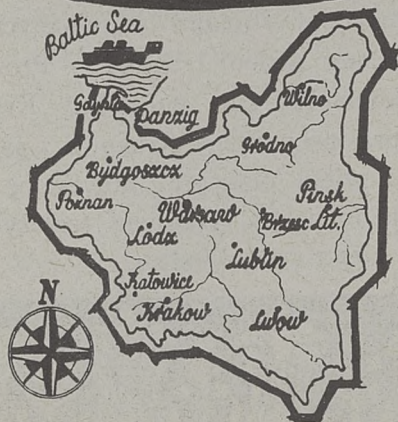 Baltic Sea
Gdynia
Danzig
Wilno
Grodno
Bydgoszcz
Pinsk
Poznan
Warsaw
Brzesc Lit.
Lodz
Lublin
Katowice
N
Krakow
Lwow